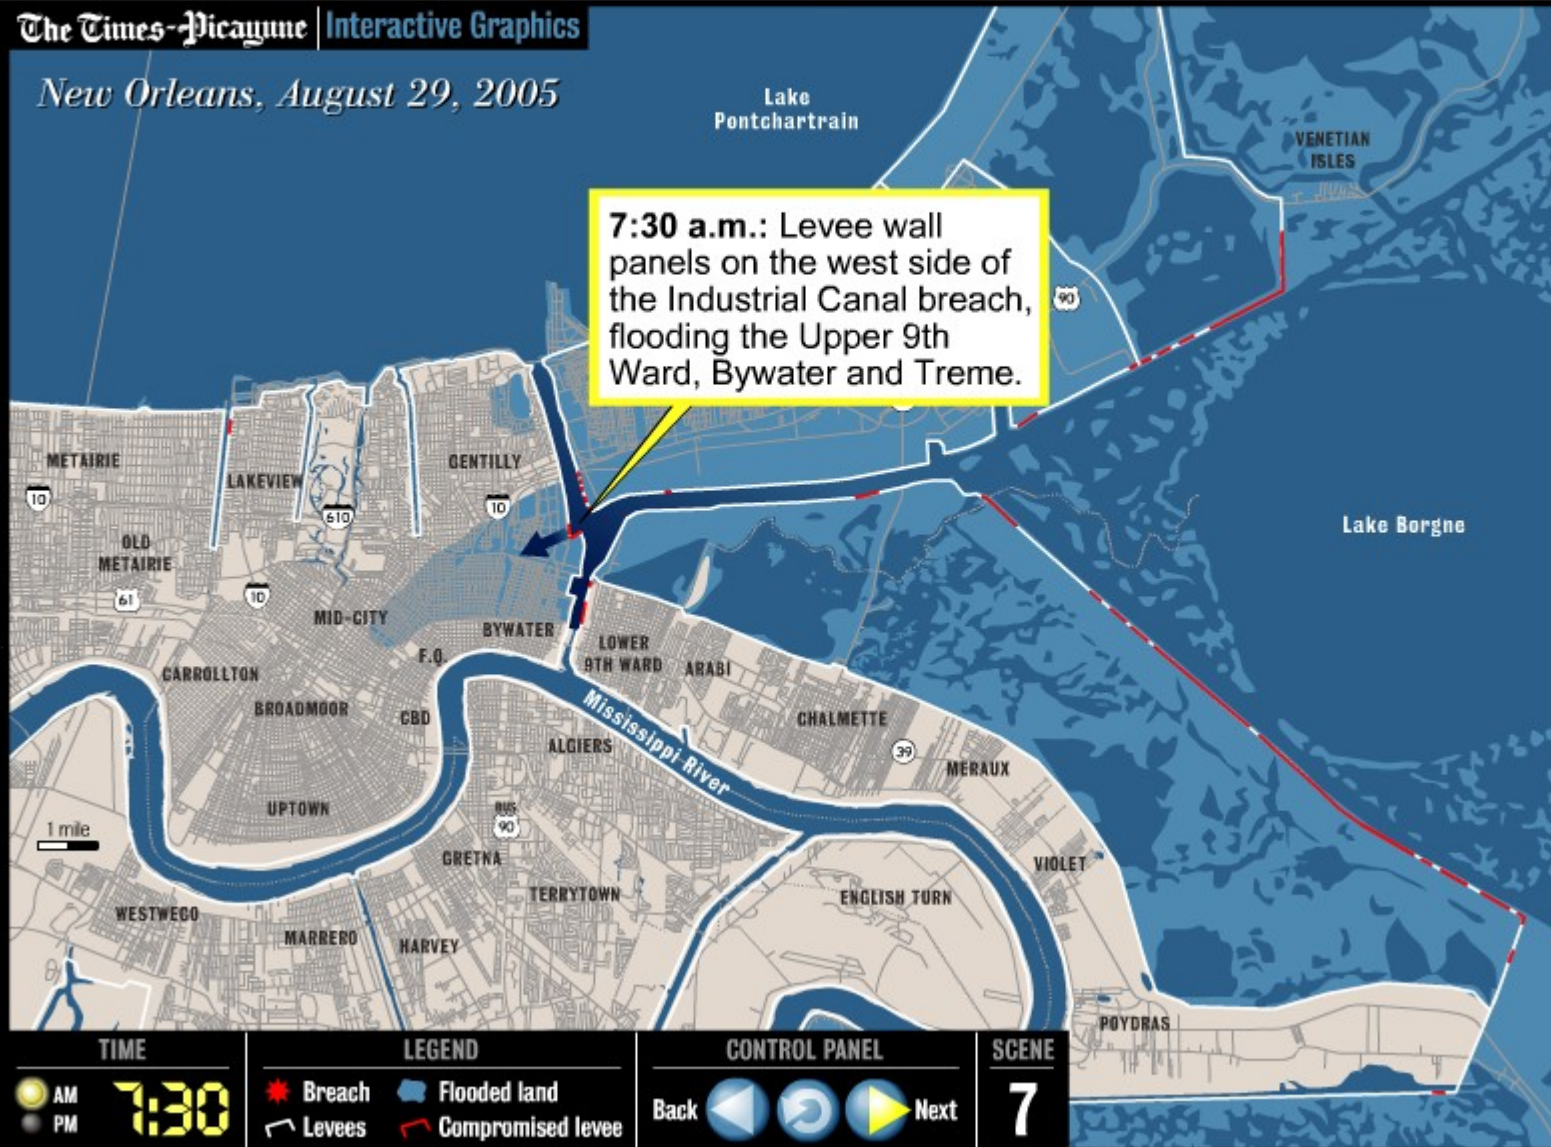 The Times-Picayune | Interactive Graphics
New Orleans, August 29, 2005
Lake
Pontchartrain
VENETIAN
ISLES
7:30 a.m.: Levee wall
panels on the west side of
the Industrial Canal breach,
flooding the Upper 9th
Ward, Bywater and Treme.
90
METAIRIE
LAKEVIEW
GENTILLY
10
10
610
OLD
METAIRIE
Lake Borgne
61
10
MID-CITY
BYWATER
F.Q.
LOWER
9TH WARD
ARABI
CARROLLTON
BROADMOOR
CBD
Mississippi River
CHALMETTE
ALGIERS
39
MERAUX
UPTOWN
BUS
90
1 mile
GRETNA
VIOLET
TERRYTOWN
ENGLISH TURN
WESTWEGO
MARRERO
HARVEY
POYDRAS
TIME
AM
PM
7:30
LEGEND
Breach
Flooded land
Levees
Compromised levee
CONTROL PANEL
Back
Next
SCENE
7